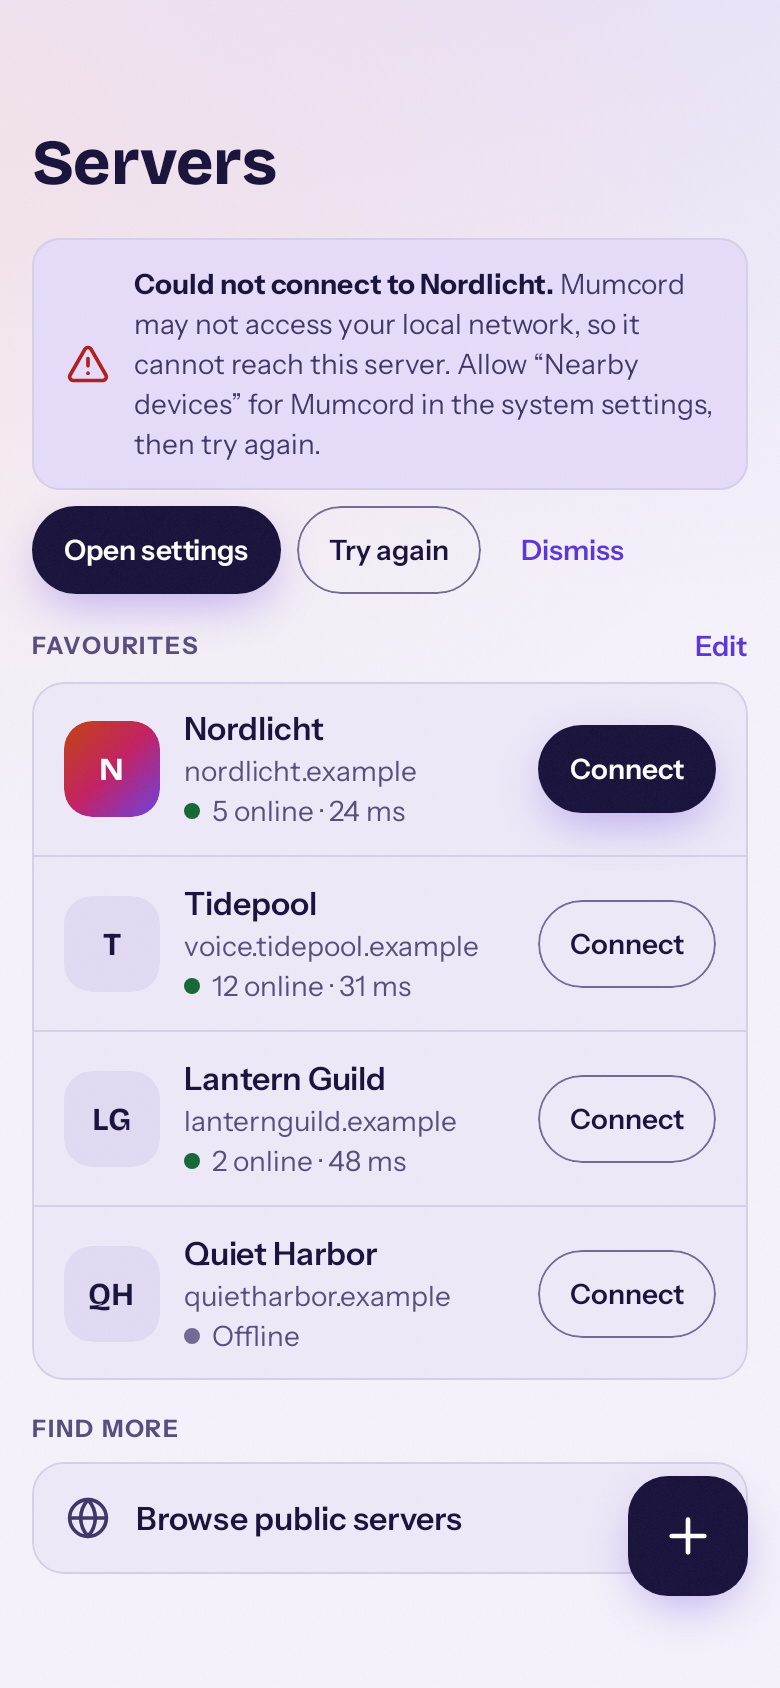 Servers
Could not connect to Nordlicht. Mumcord
may not access your local network, so it
cannot reach this server. Allow “Nearby
devices” for Mumcord in the system settings,
then try again.
Open settings
Try again
Dismiss
FAVOURITES
Edit
N
Nordlicht
nordlicht.example
5 online · 24 ms
Connect
T
Tidepool
voice.tidepool.example
12 online · 31 ms
Connect
LG
Lantern Guild
lanternguild.example
2 online · 48 ms
Connect
QH
Quiet Harbor
quietharbor.example
Offline
Connect
FIND MORE
Browse public servers